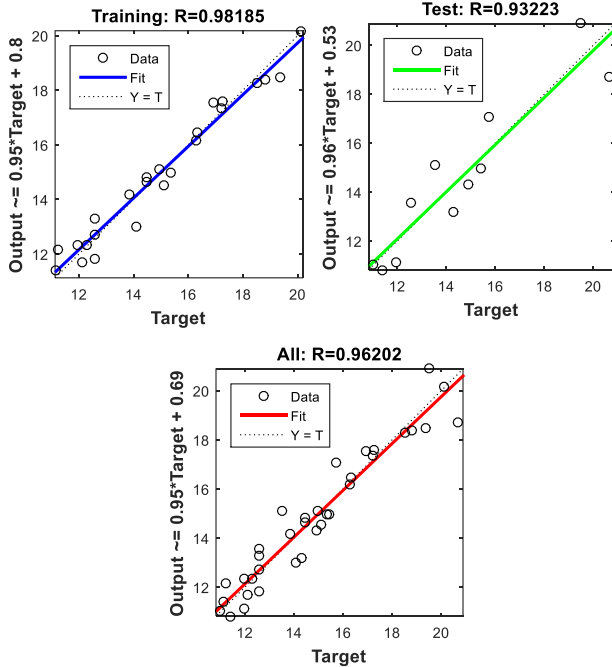 Training: R=0.98185
Output ~= 0.95*Target + 0.8
20
18
16
14
12
Data
Fit
Y = T
12
14
16
18
20
Target
Test: R=0.93223
Output ~= 0.96*Target + 0.53
20
18
16
14
12
Data
Fit
Y = T
12
14
16
18
20
Target
All: R=0.96202
Output ~= 0.95*Target + 0.69
20
18
16
14
12
Data
Fit
Y = T
12
14
16
18
20
Target